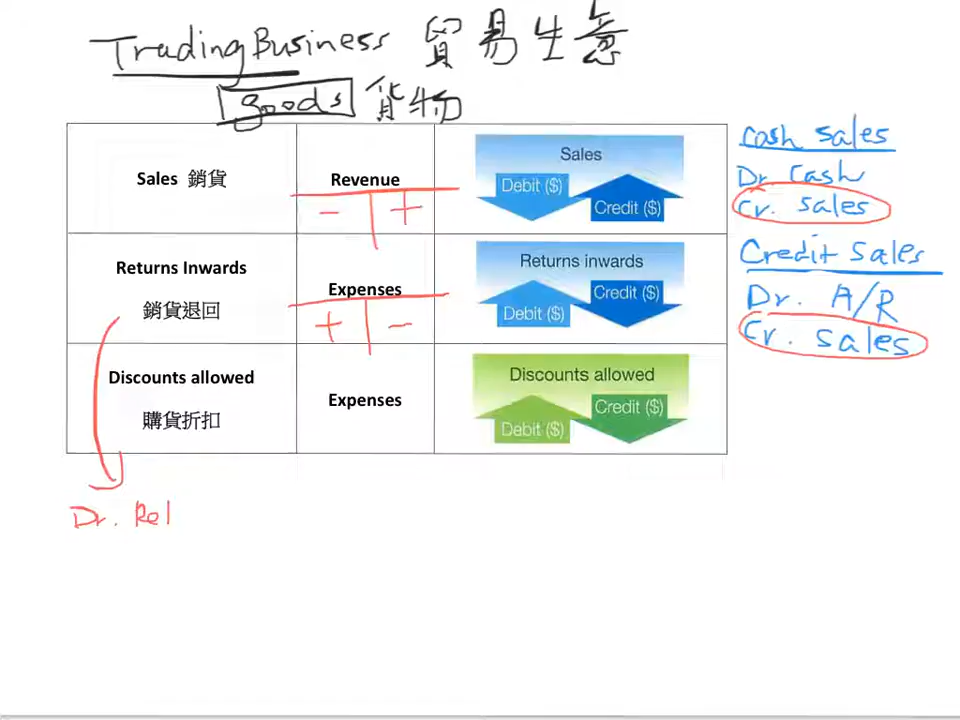 Trading Business 貿易生意
goods 貨物
Sales 銷貨
Revenue
- +
Sales
Debit ($)
Credit ($)
Returns Inwards
銷貨退回
Expenses
+ -
Returns inwards
Debit ($)
Credit ($)
Discounts allowed
購貨折扣
Expenses
Discounts allowed
Debit ($)
Credit ($)
Cash sales
Dr. Cash
Cr. sales
Credit sales
Dr. A/R
Cr. sales
Dr. Rel